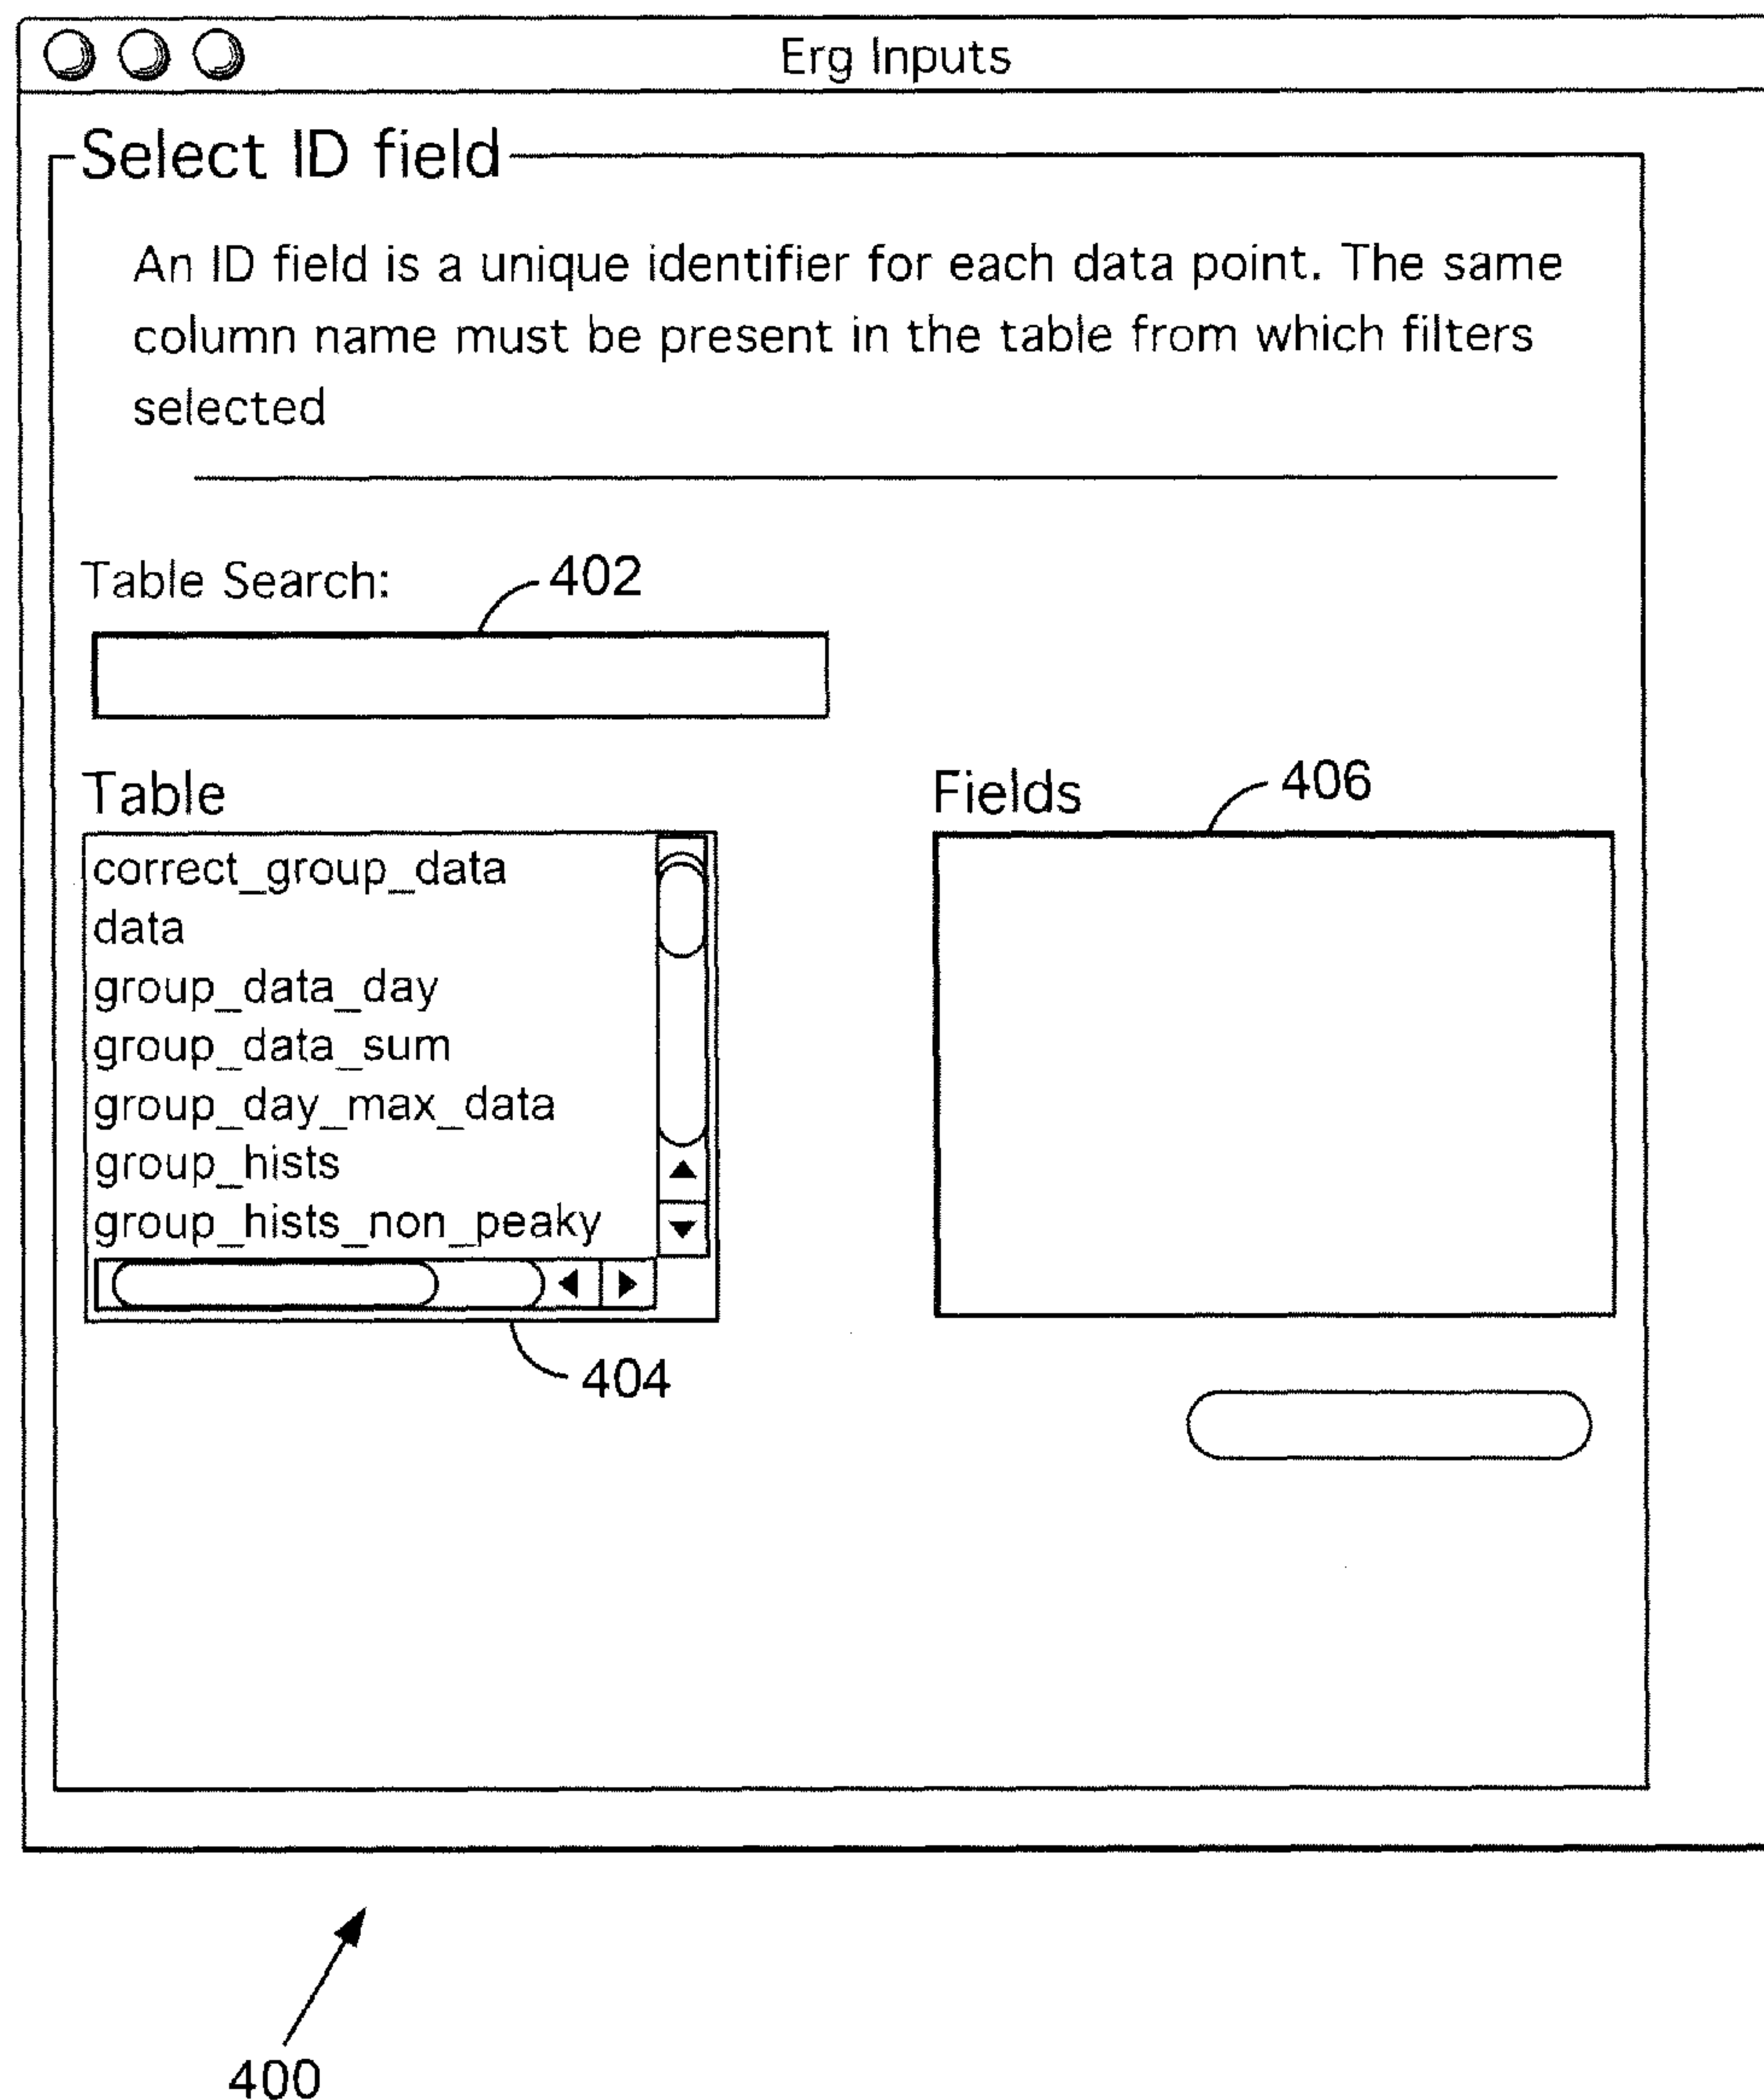 Erg Inputs
Select ID field
An ID field is a unique identifier for each data point. The same
column name must be present in the table from which filters
selected
Table Search:
402
Table
Fields
406
correct_group_data
data
group_data_day
group_data_sum
group_day_max_data
group_hists
group_hists_non_peaky
404
400